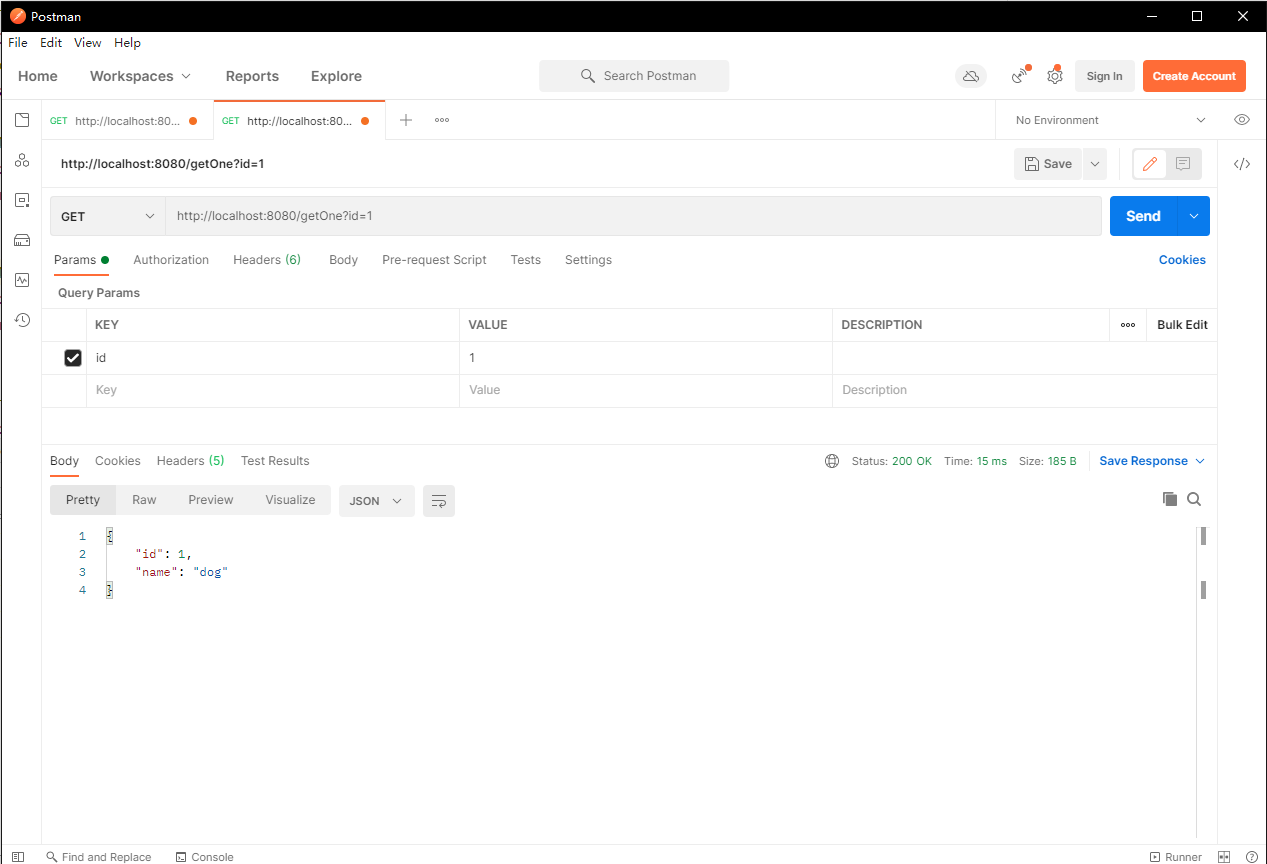 Postman
File Edit View Help
Home Workspaces Reports Explore Search Postman Sign In Create Account
GET http://localhost:80... GET http://localhost:80... No Environment
http://localhost:8080/getOne?id=1 Save
GET http://localhost:8080/getOne?id=1 Send
Params Authorization Headers (6) Body Pre-request Script Tests Settings Cookies
Query Params
KEY VALUE DESCRIPTION Bulk Edit
id 1
Key Value Description
Body Cookies Headers (5) Test Results Status: 200 OK Time: 15 ms Size: 185 B Save Response
Pretty Raw Preview Visualize JSON
1 {
2 "id": 1,
3 "name": "dog"
4 }
Find and Replace Console Runner